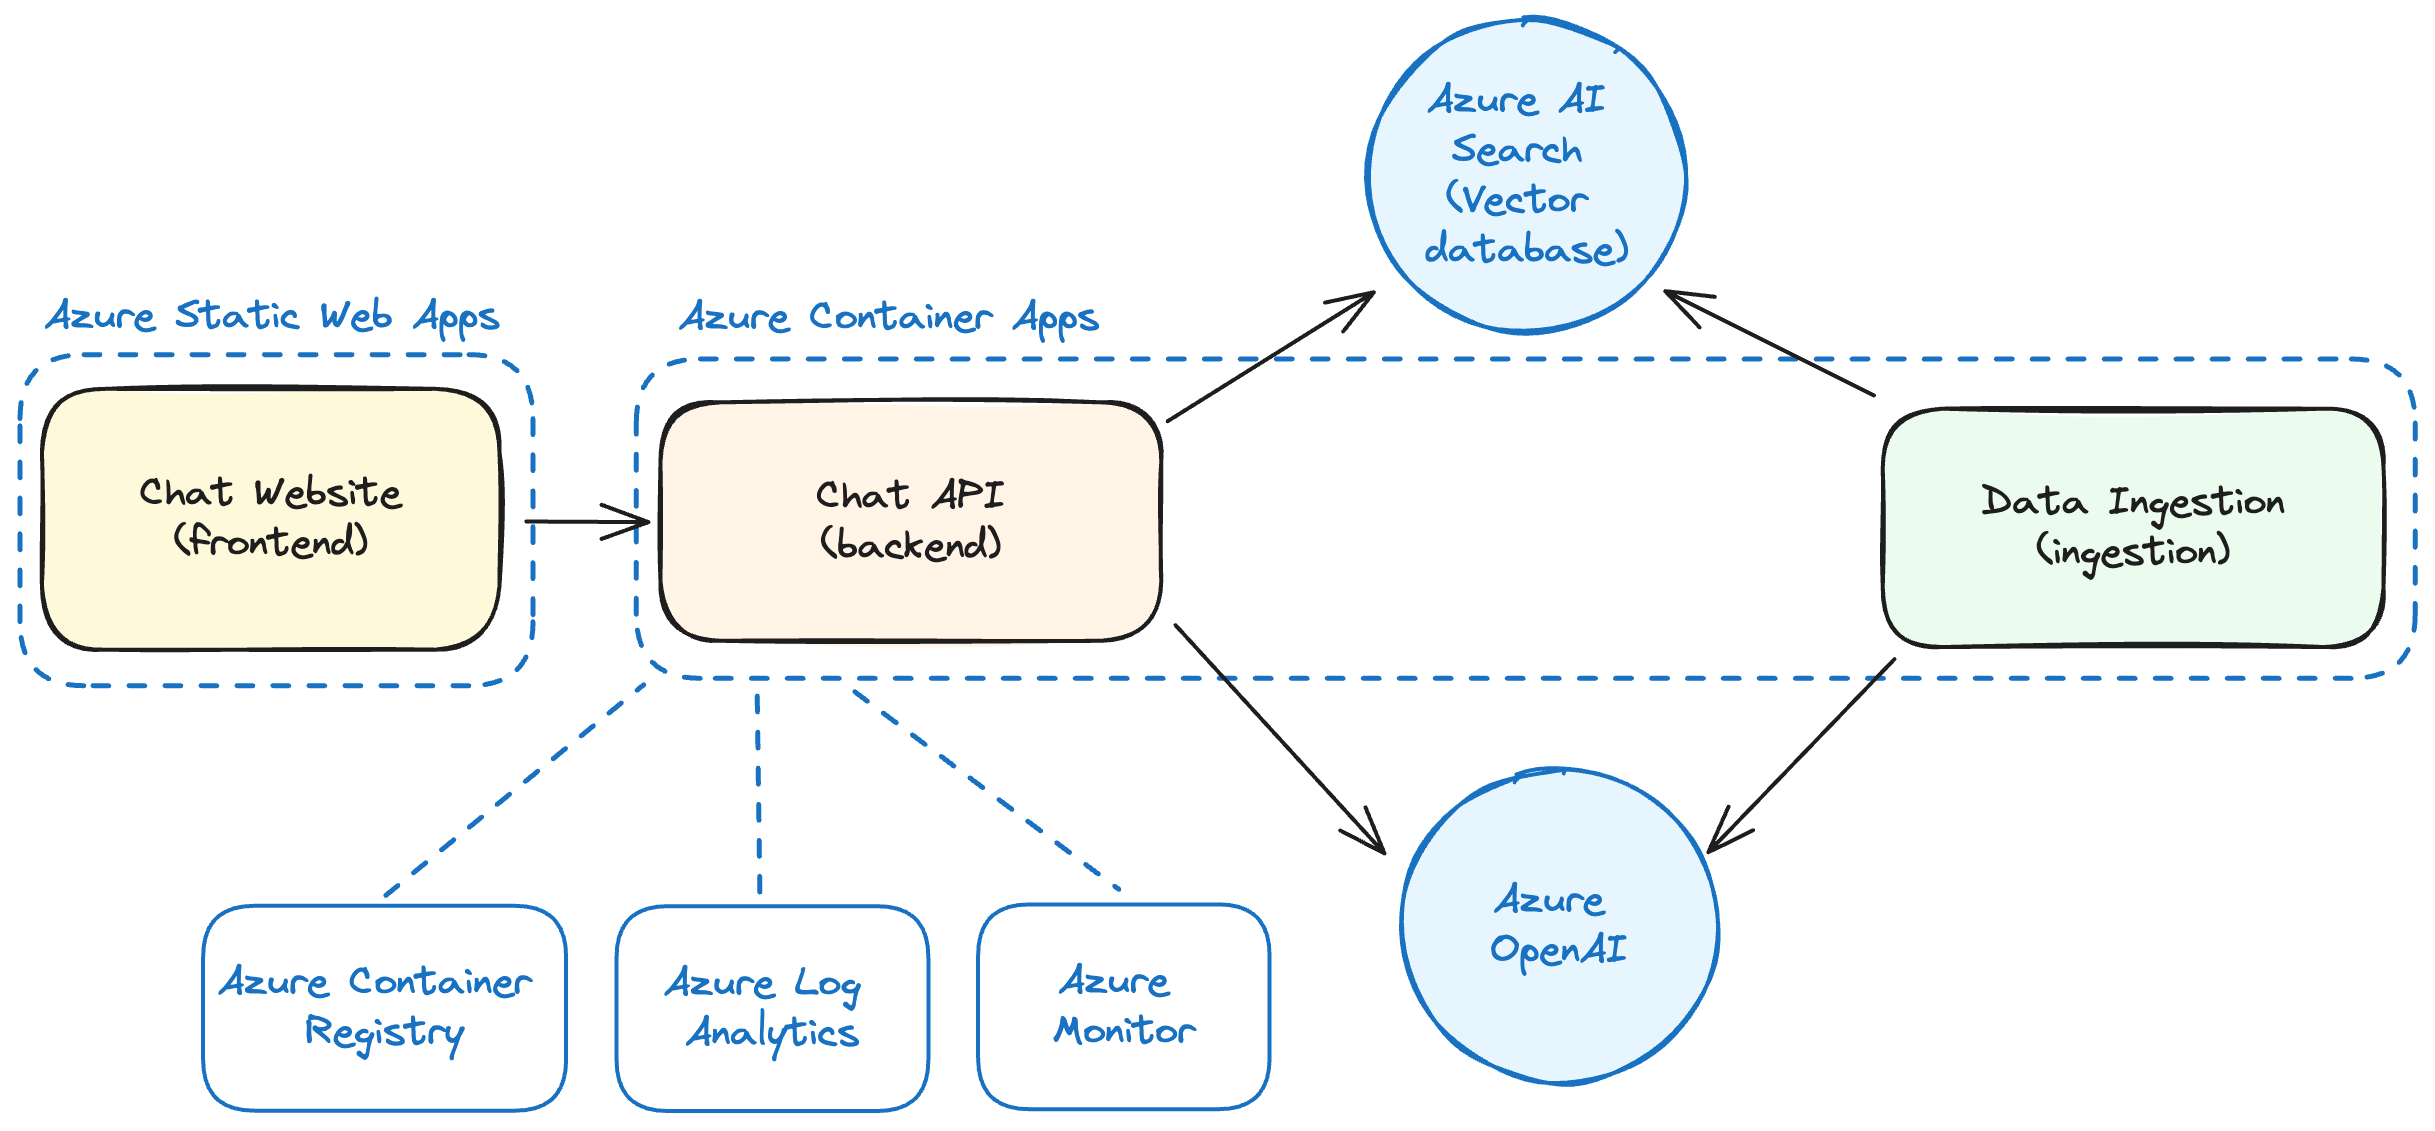 Azure AI
Search
(Vector
database)
Azure Static Web Apps
Azure Container Apps
Chat Website
(frontend)
Chat API
(backend)
Data Ingestion
(ingestion)
Azure Container
Registry
Azure Log
Analytics
Azure
Monitor
Azure
OpenAI